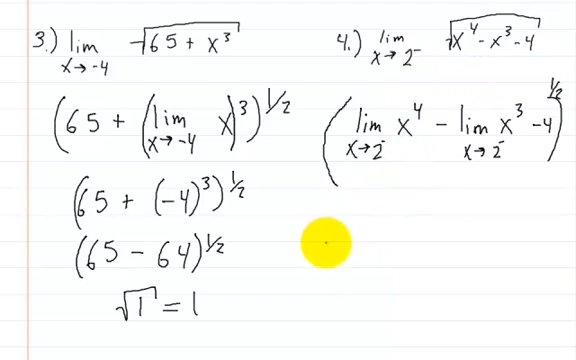 3.) lim √65 + x³
x→-4
(65 + (lim x)³)^1/2
x→-4
(65 + (-4)³)^1/2
(65 - 64)^1/2
√1 = 1
4.) lim √x⁴ - x³ - 4
x→2⁻
(lim x⁴ - lim x³ - 4)^1/2
x→2⁻ x→2⁻